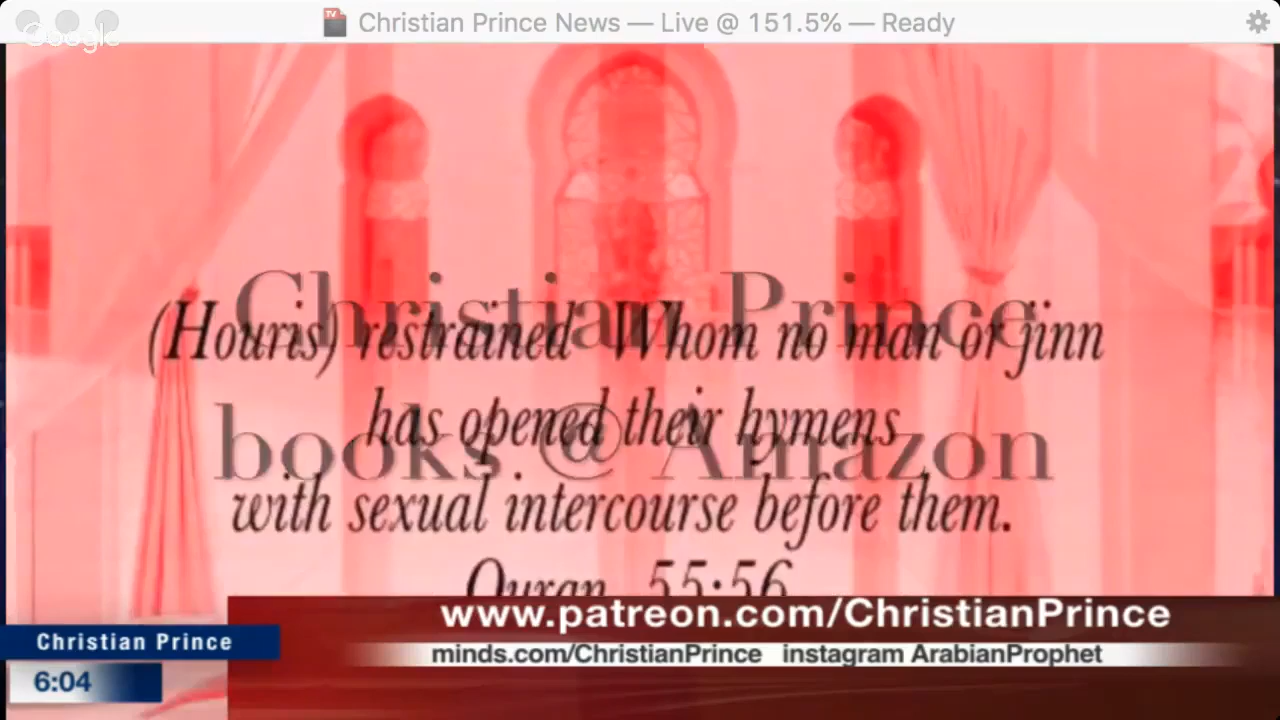 Christian Prince News — Live @ 151.5% — Ready
Google
Christian Prince
(Houris) restrained Whom no man or jinn
has opened their hymens
books @ Amazon
with sexual intercourse before them.
Quran 55:56
www.patreon.com/ChristianPrince
Christian Prince
minds.com/ChristianPrince instagram ArabianProphet
6:04